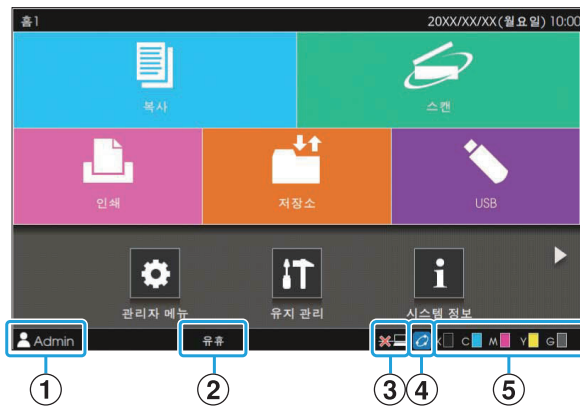 홈1 20XX/XX/XX(월요일) 10:00
복사 스캔
인쇄 저장소 USB
관리자 메뉴 유지 관리 시스템 정보
Admin 유휴 K C M Y G
1 2 3 4 5